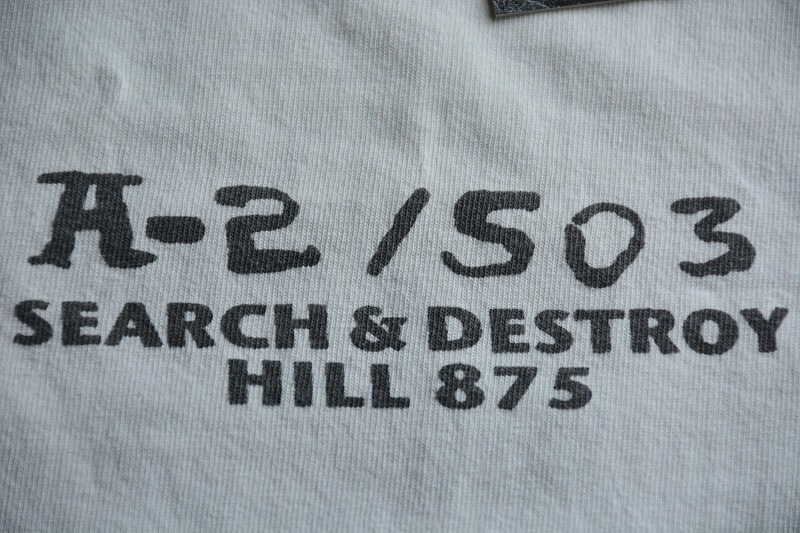 A-2/503
SEARCH & DESTROY
HILL 875